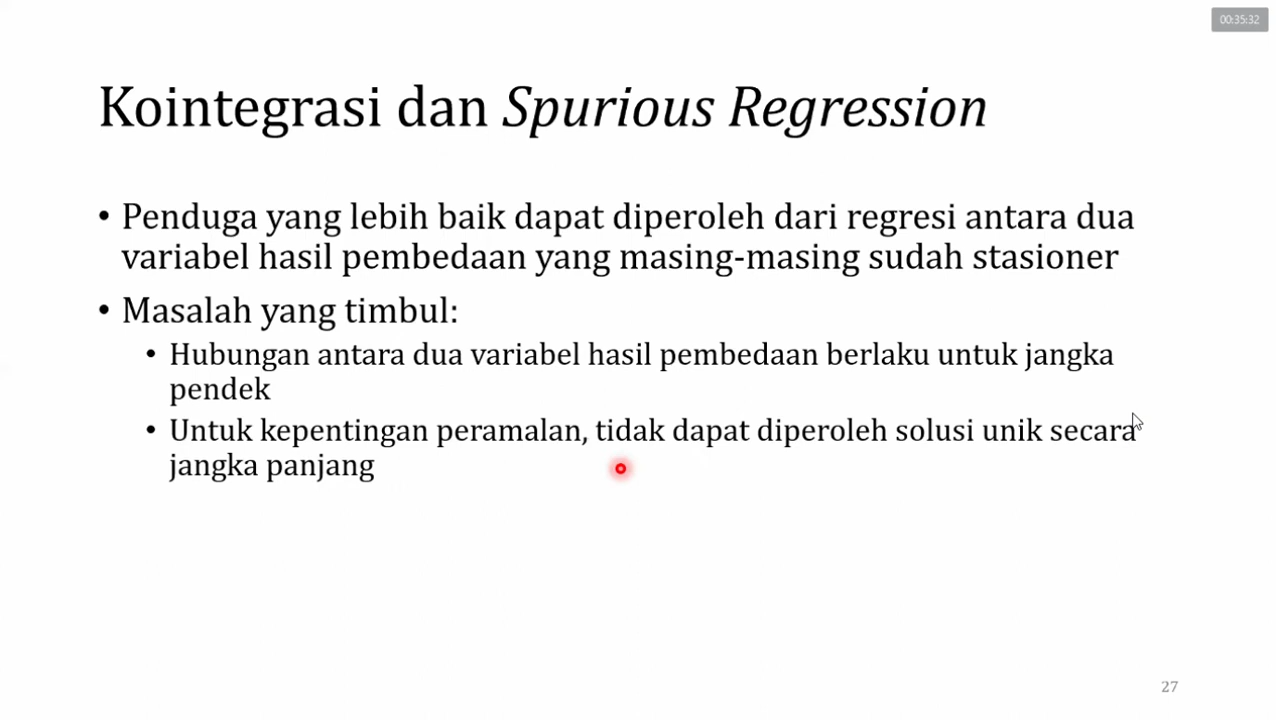 00:35:32
Kointegrasi dan Spurious Regression
• Penduga yang lebih baik dapat diperoleh dari regresi antara dua
variabel hasil pembedaan yang masing-masing sudah stasioner
• Masalah yang timbul:
• Hubungan antara dua variabel hasil pembedaan berlaku untuk jangka
pendek
• Untuk kepentingan peramalan, tidak dapat diperoleh solusi unik secara
jangka panjang
27